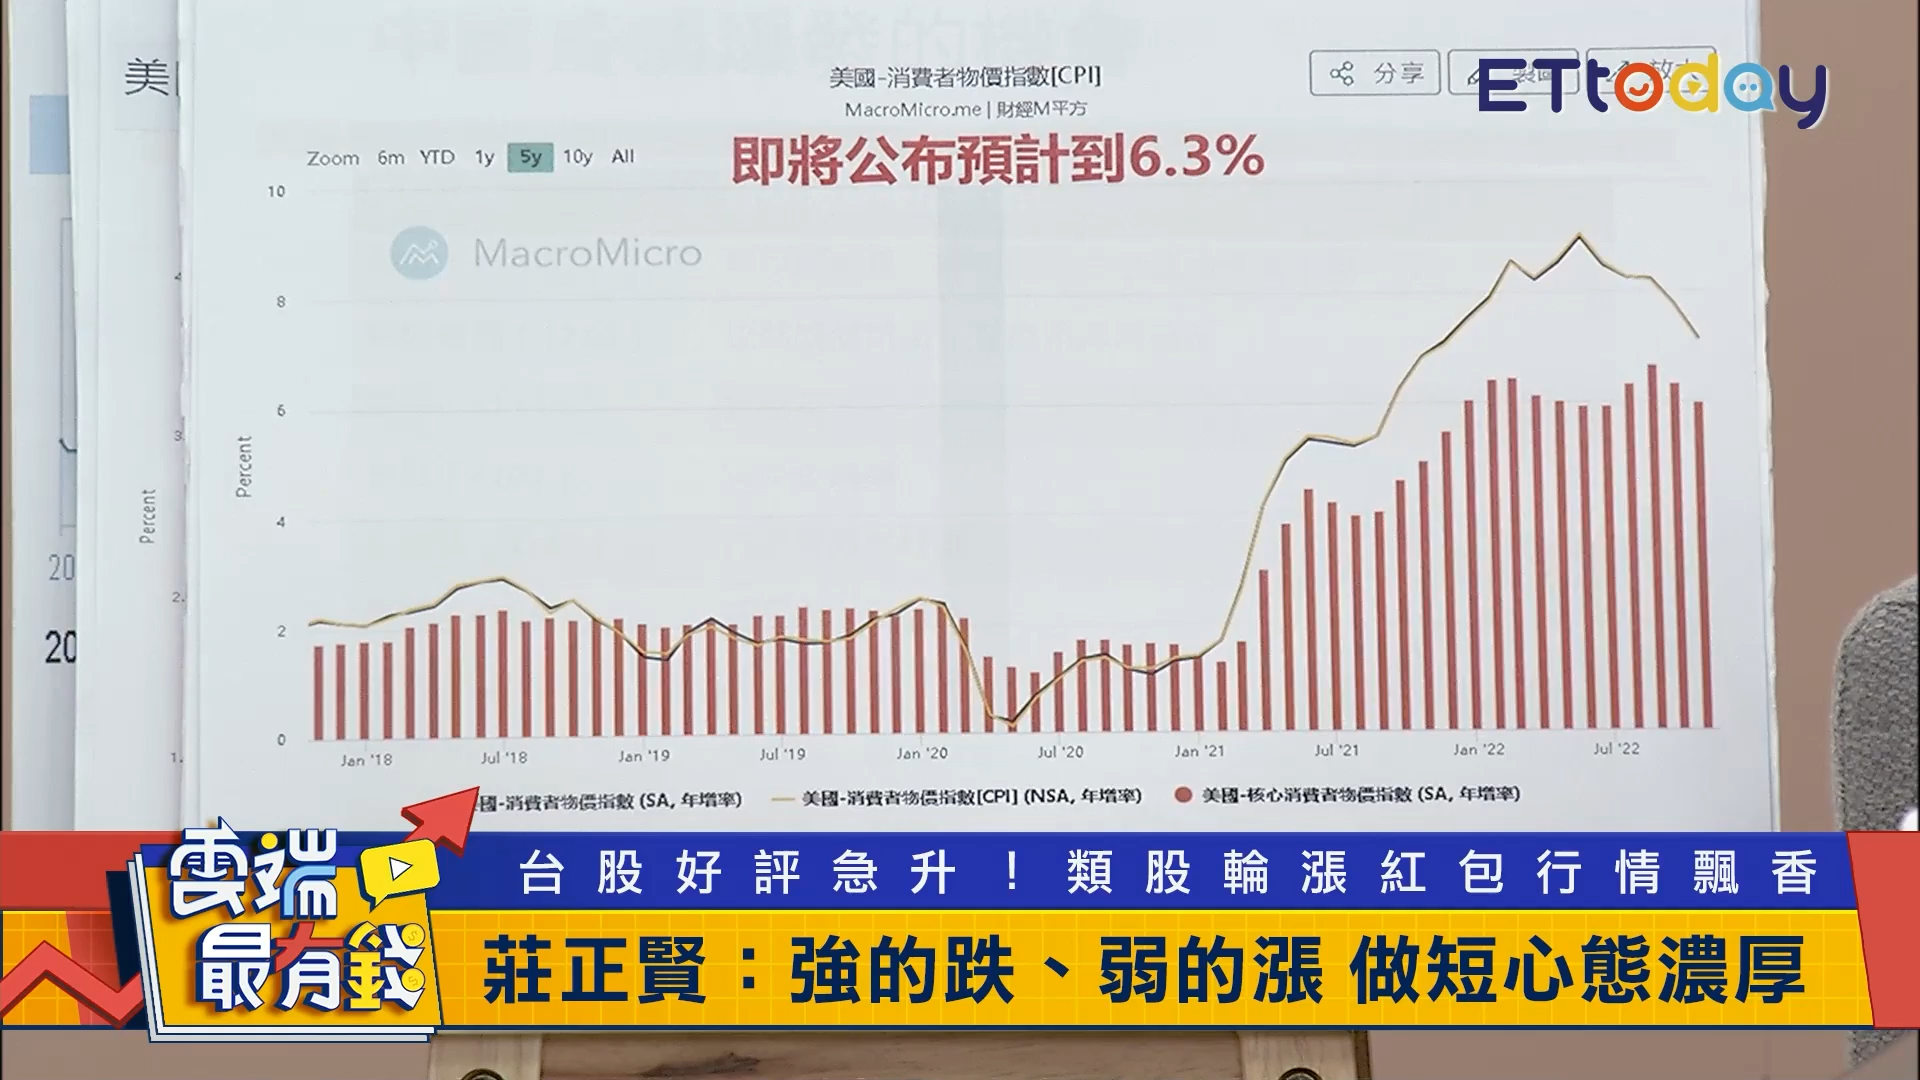 美國-消費者物價指數[CPI]
MacroMicro.me | 財經M平方
分享
ETtoday
即將公布預計到6.3%
Zoom 6m YTD 1y 5y 10y All
MacroMicro
Percent
10
8
6
4
2
0
Jan '18 Jul '18 Jan '19 Jul '19 Jan '20 Jul '20 Jan '21 Jul '21 Jan '22 Jul '22
國-消費者物價指數 (SA, 年增率) 美國-消費者物價指數[CPI] (NSA, 年增率) 美國-核心消費者物價指數 (SA, 年增率)
美
Percent
20
20
台股好評急升！類股輪漲紅包行情飄香
雲端最有錢
莊正賢：強的跌、弱的漲 做短心態濃厚